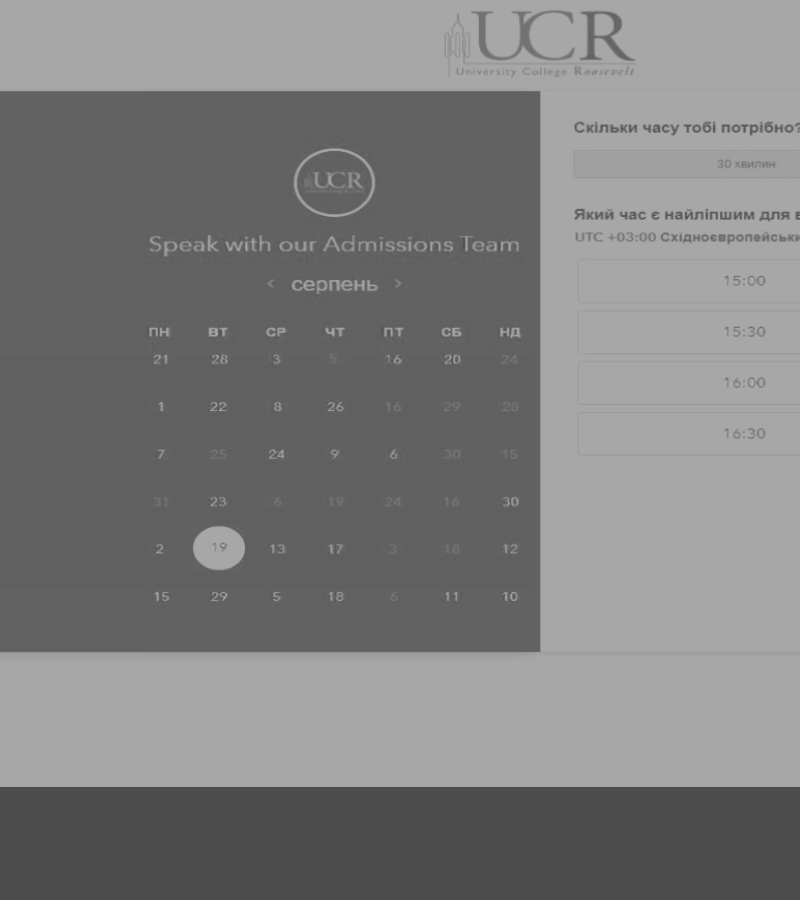 UCR
University College Roosevelt
UCR
Speak with our Admissions Team
< серпень >
ПН ВТ СР ЧТ ПТ СБ НД
21 28 3 5 16 20 24
1 22 8 26 16 29 28
7 25 24 9 6 30 15
31 23 6 19 24 16 30
2 19 13 17 3 18 12
15 29 5 18 6 11 10
Скільки часу тобі потрібно?
30 хвилин
Який час є найліпшим для
UTC +03:00 Східноєвропейськи
15:00
15:30
16:00
16:30